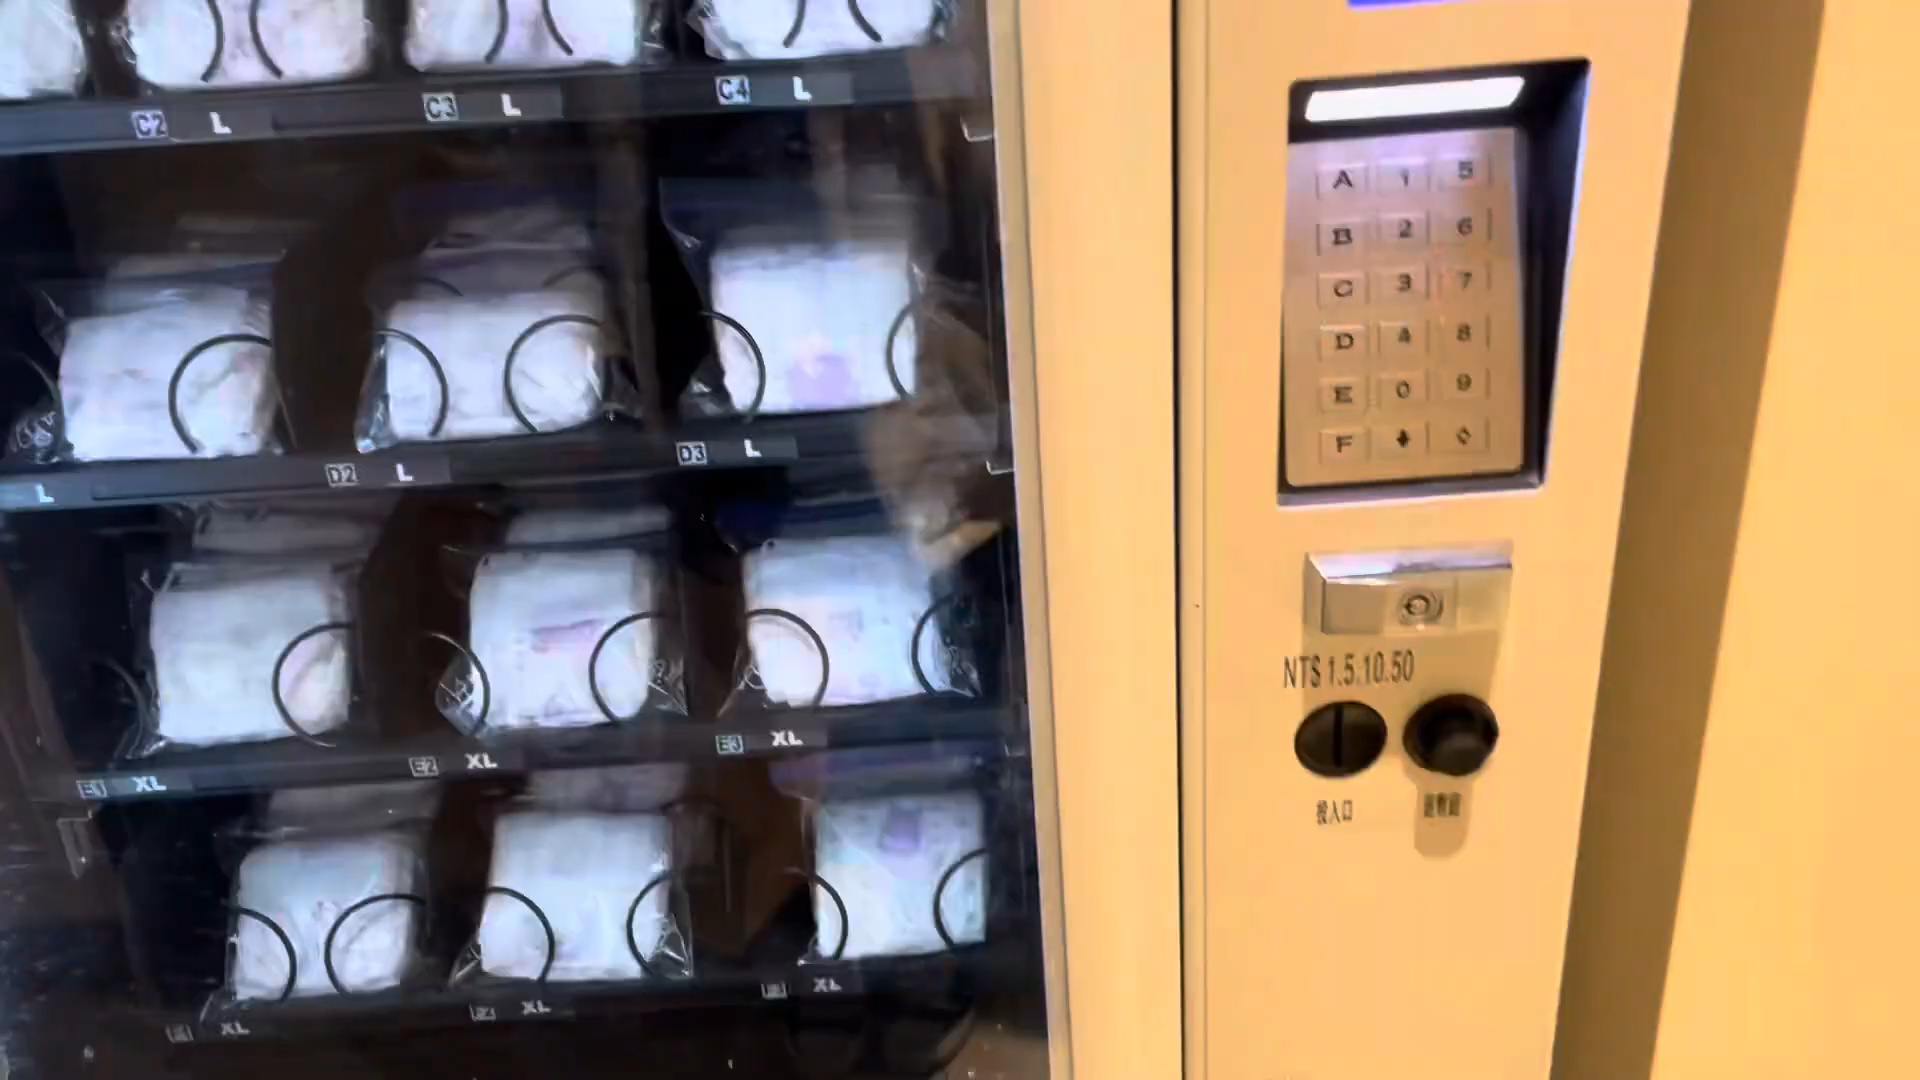 C2 L
C3 L
C4 L
L
D2 L
D3 L
E1 XL
E2 XL
E3 XL
XL
XL
XL
A 1 5
B 2 6
C 3 7
D 4 8
E 0 9
F
NTS 1.5.10.50
投入口